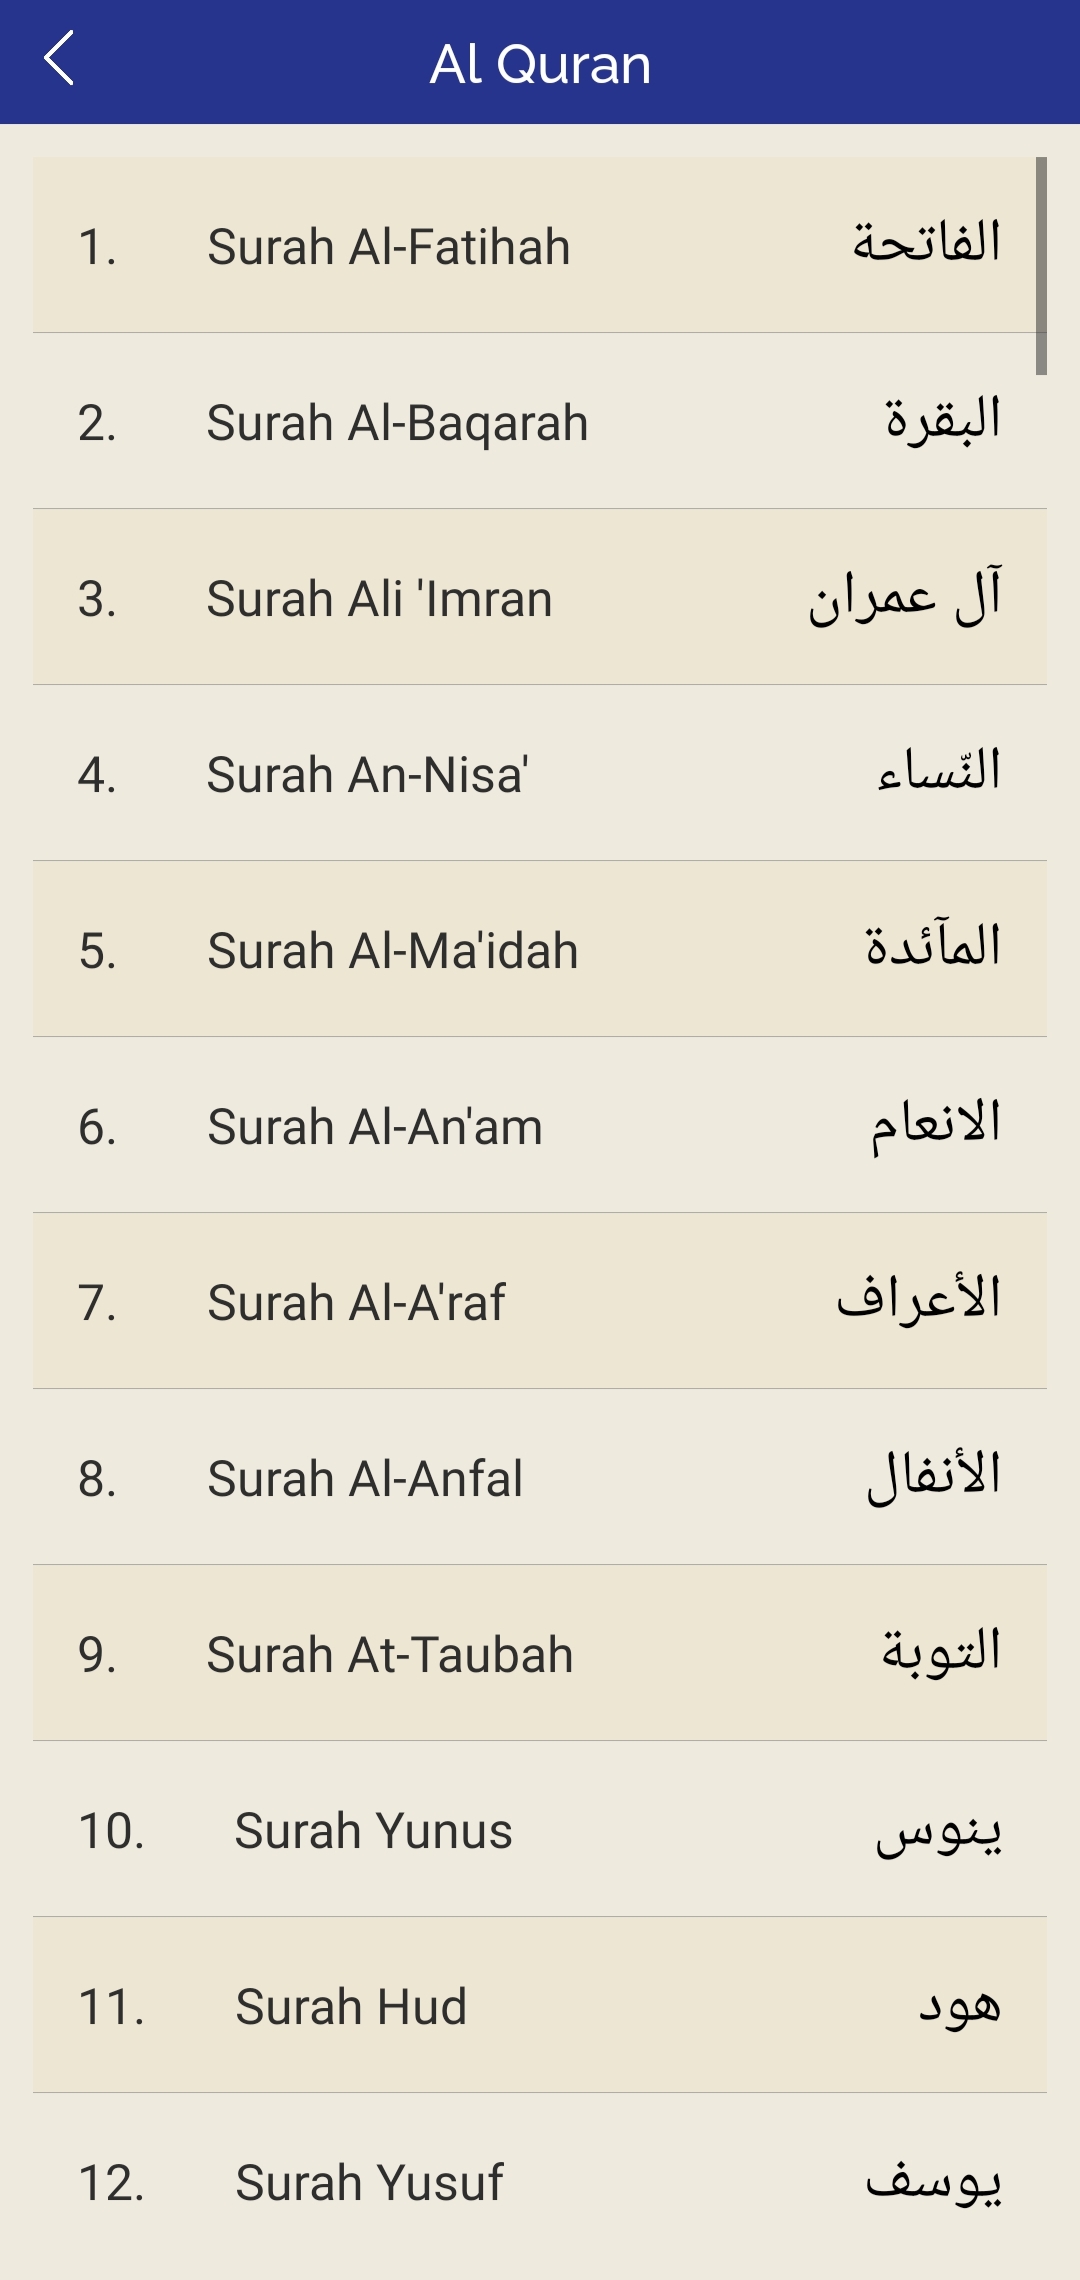 Al Quran
1. Surah Al-Fatihah الفاتحة
2. Surah Al-Baqarah البقرة
3. Surah Ali 'Imran آل عمران
4. Surah An-Nisa' النّساء
5. Surah Al-Ma'idah المآئدة
6. Surah Al-An'am الانعام
7. Surah Al-A'raf الأعراف
8. Surah Al-Anfal الأنفال
9. Surah At-Taubah التوبة
10. Surah Yunus ينوس
11. Surah Hud هود
12. Surah Yusuf يوسف